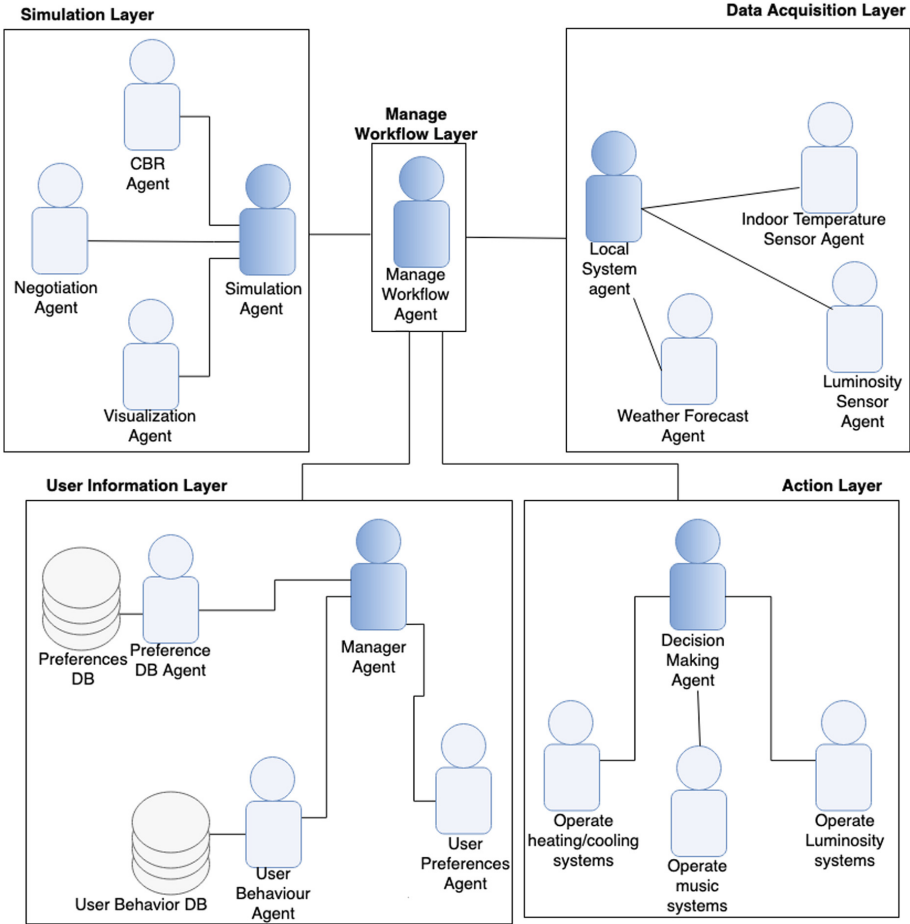 Simulation Layer
Data Acquisition Layer
Manage
Workflow Layer
CBR
Agent
Negotiation
Agent
Simulation
Agent
Visualization
Agent
Manage
Workflow
Agent
Local
System
agent
Indoor Temperature
Sensor Agent
Luminosity
Sensor
Agent
Weather Forecast
Agent
User Information Layer
Action Layer
Preferences
DB
Preference
DB Agent
Manager
Agent
User Behavior DB
User
Behaviour
Agent
User
Preferences
Agent
Decision
Making
Agent
Operate
heating/cooling
systems
Operate
music
systems
Operate
Luminosity
systems